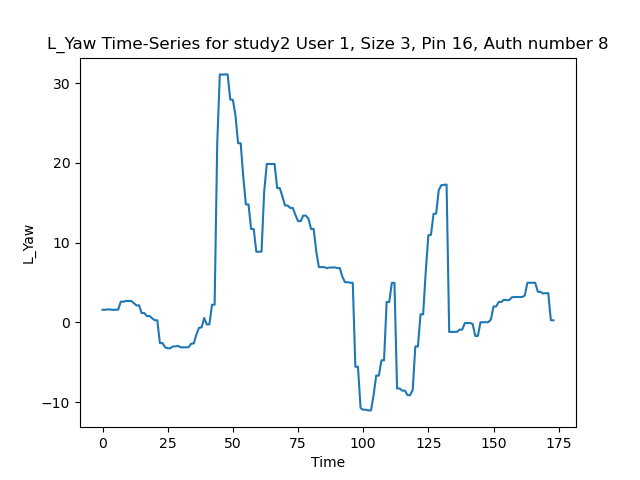 L_Yaw Time-Series for study2 User 1, Size 3, Pin 16, Auth number 8
30
20
10
0
−10
L_Yaw
0 25 50 75 100 125 150 175
Time